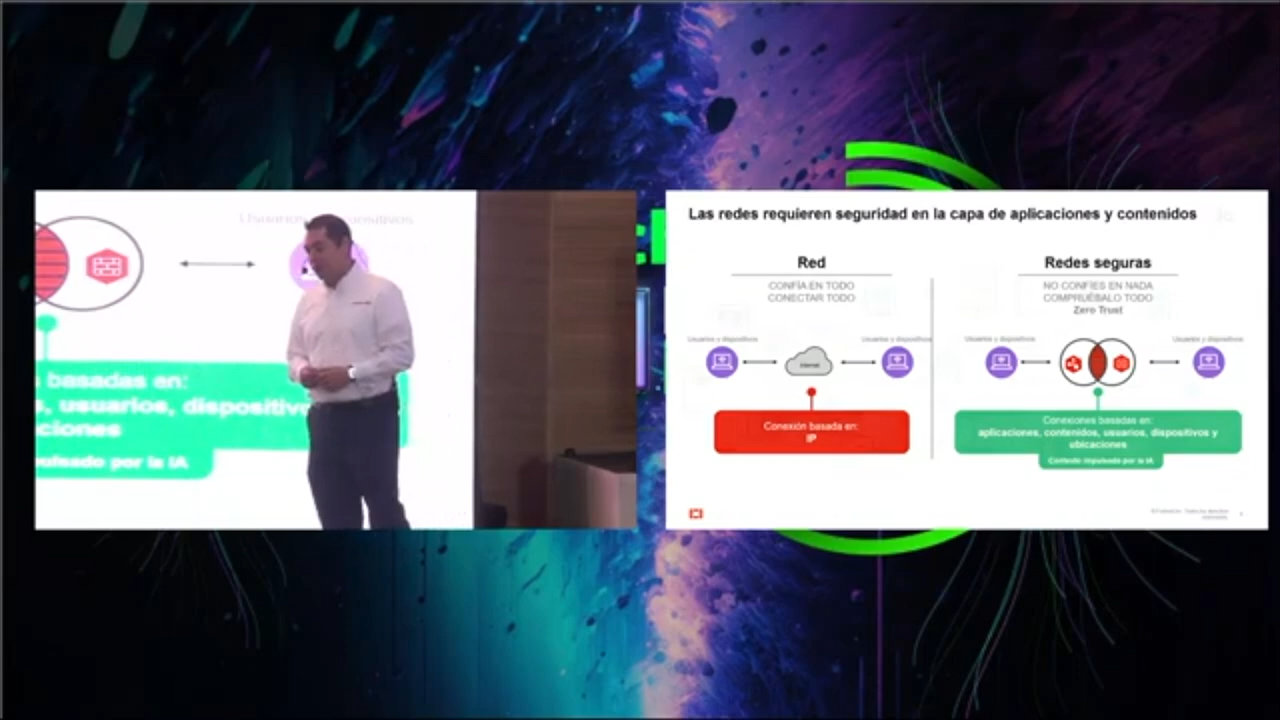 Usuarios y dispositivos
s basadas en:
s, usuarios, dispositivo
ciones
pulsado por la IA
Las redes requieren seguridad en la capa de aplicaciones y contenidos
Red
CONFÍA EN TODO
CONECTAR TODO
Usuarios y dispositivos
Usuarios y dispositivos
Internet
Conexión basada en:
IP
Redes seguras
NO CONFÍES EN NADA
COMPRUÉBALO TODO
Zero Trust
Usuarios y dispositivos
Usuarios y dispositivos
Conexiones basadas en:
aplicaciones, contenidos, usuarios, dispositivos y
ubicaciones
Contexto impulsado por la IA